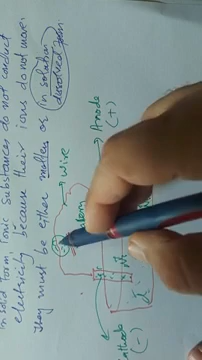 In solid form Ionic substances do not conduct
electricity because their ions do not move.
They must be either molten or in solution
dissolved form
Wire
Anode
(+)
(-)